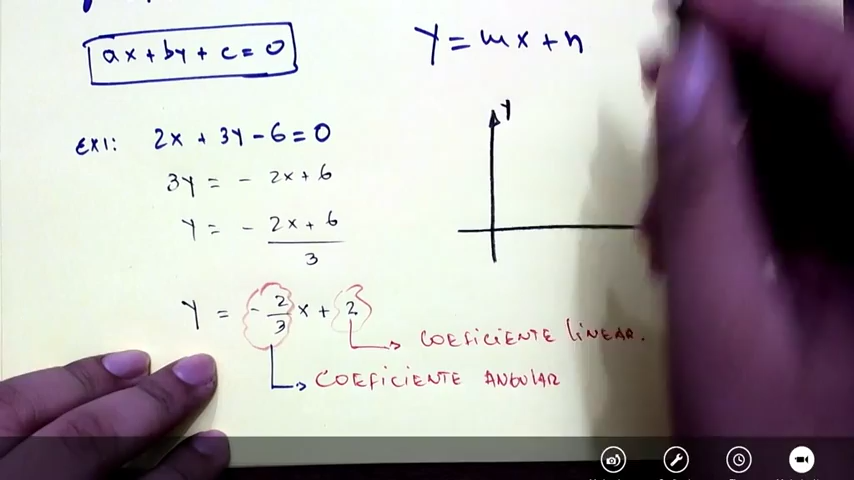 ax + by + c = 0
y = mx + n
Y
EX1: 2x + 3y - 6 = 0
3y = - 2x + 6
y = - 2x + 6 / 3
y = - 2/3 x + 2
COEFICIENTE LINEAR.
COEFICIENTE ANGULAR